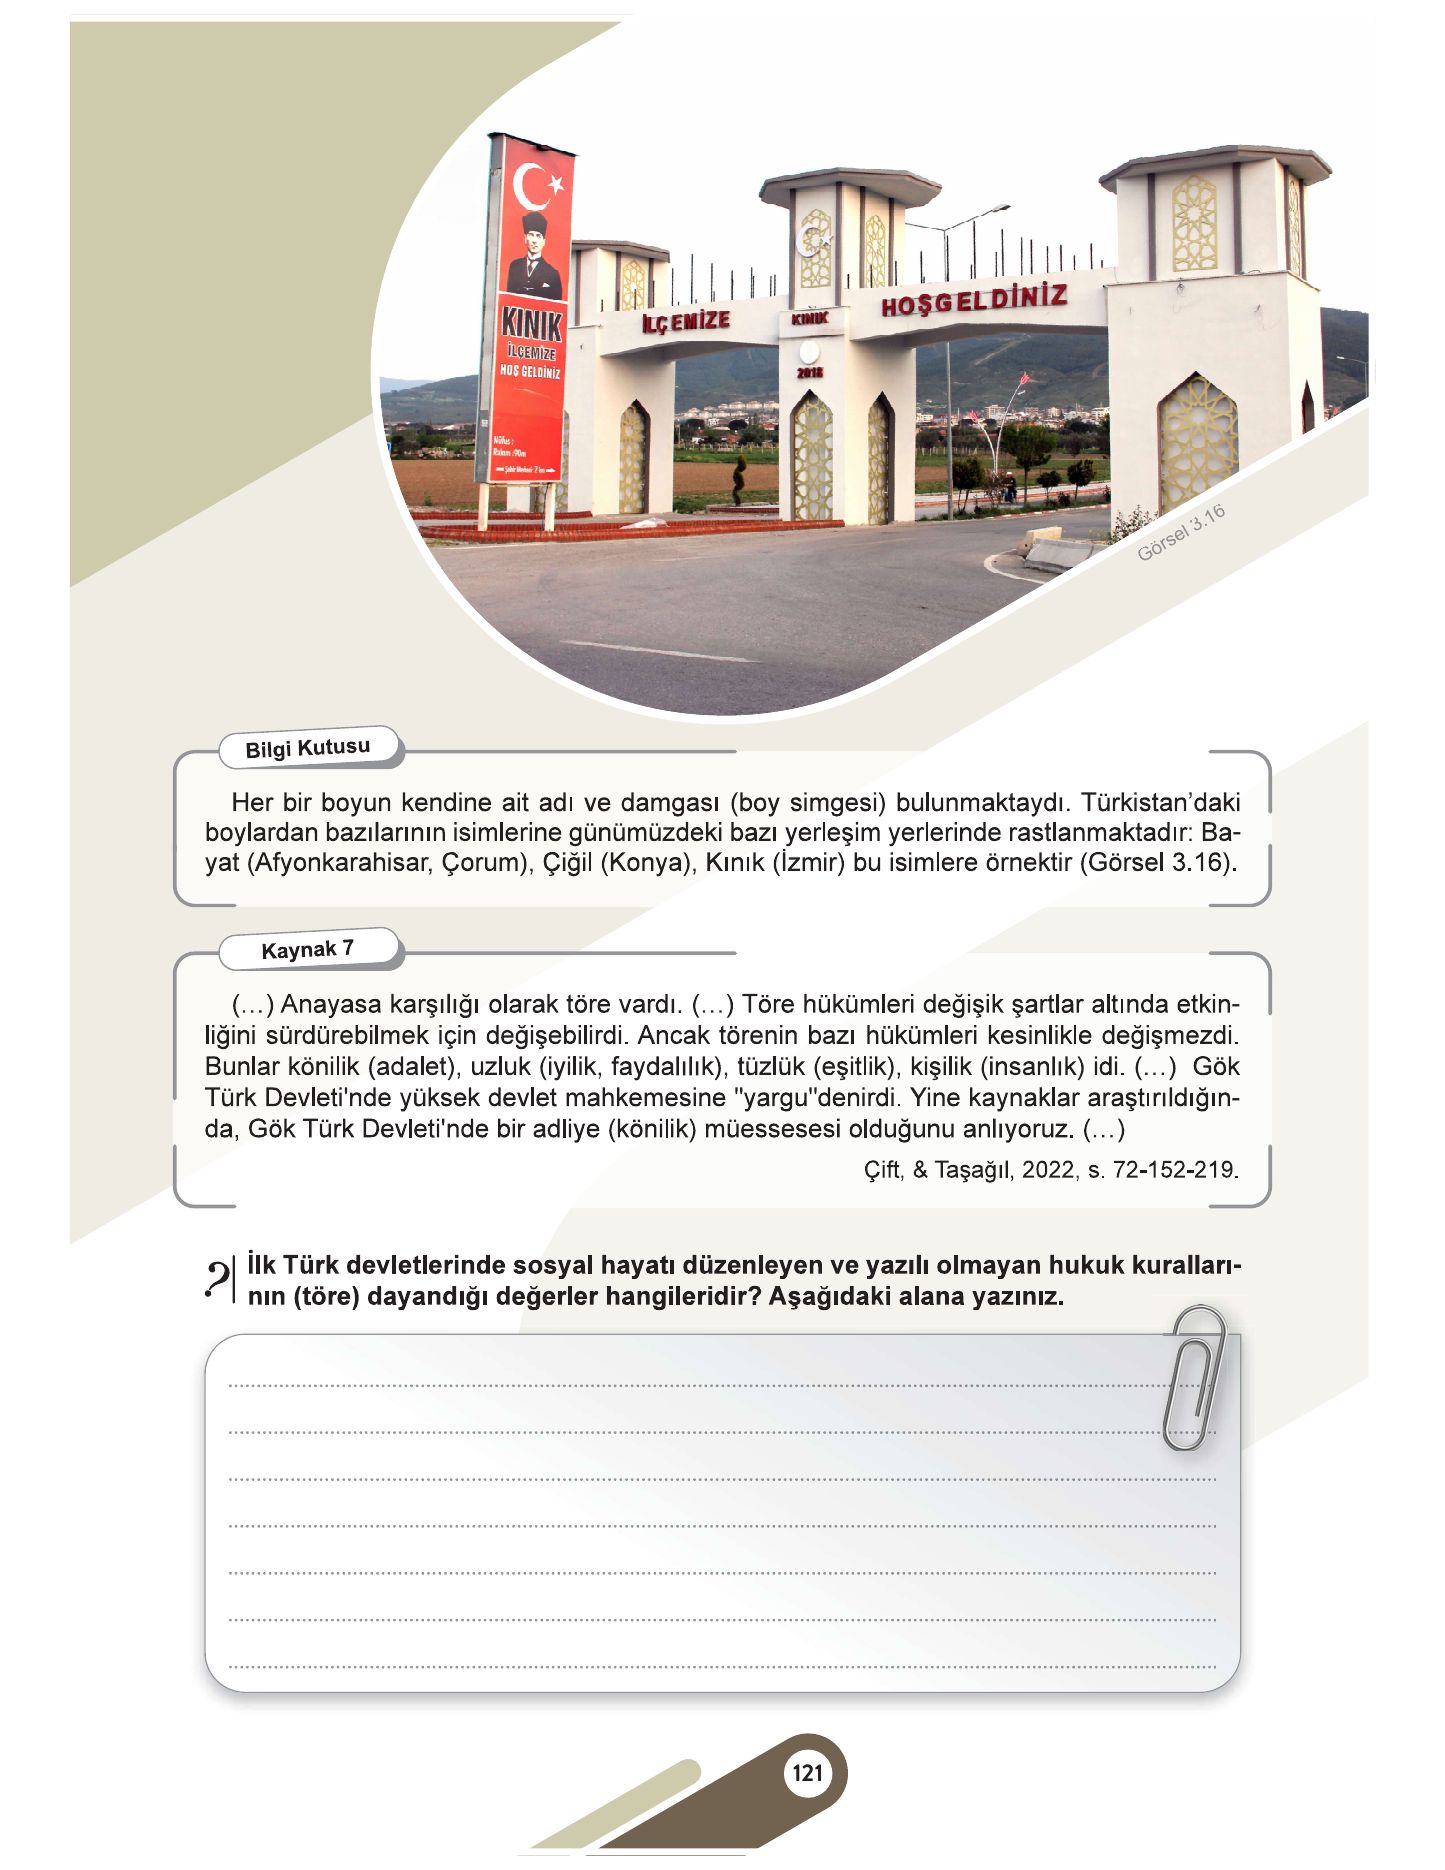 KINIK
İLÇEMİZE
HOŞ GELDİNİZ
Nüfus :
Rakım :90m
Şehir Merkezi 2 km
İLÇEMİZE
KINIK
2018
HOŞGELDİNİZ
Görsel 3.16
Bilgi Kutusu
Her bir boyun kendine ait adı ve damgası (boy simgesi) bulunmaktaydı. Türkistan’daki
boylardan bazılarının isimlerine günümüzdeki bazı yerleşim yerlerinde rastlanmaktadır: Ba-
yat (Afyonkarahisar, Çorum), Çiğil (Konya), Kınık (İzmir) bu isimlere örnektir (Görsel 3.16).
Kaynak 7
(...) Anayasa karşılığı olarak töre vardı. (...) Töre hükümleri değişik şartlar altında etkin-
liğini sürdürebilmek için değişebilirdi. Ancak törenin bazı hükümleri kesinlikle değişmezdi.
Bunlar könilik (adalet), uzluk (iyilik, faydalılık), tüzlük (eşitlik), kişilik (insanlık) idi. (...) Gök
Türk Devleti'nde yüksek devlet mahkemesine "yargu"denirdi. Yine kaynaklar araştırıldığın-
da, Gök Türk Devleti'nde bir adliye (könilik) müessesesi olduğunu anlıyoruz. (...)
Çift, & Taşağıl, 2022, s. 72-152-219.
? İlk Türk devletlerinde sosyal hayatı düzenleyen ve yazılı olmayan hukuk kuralları-
nın (töre) dayandığı değerler hangileridir? Aşağıdaki alana yazınız.
121